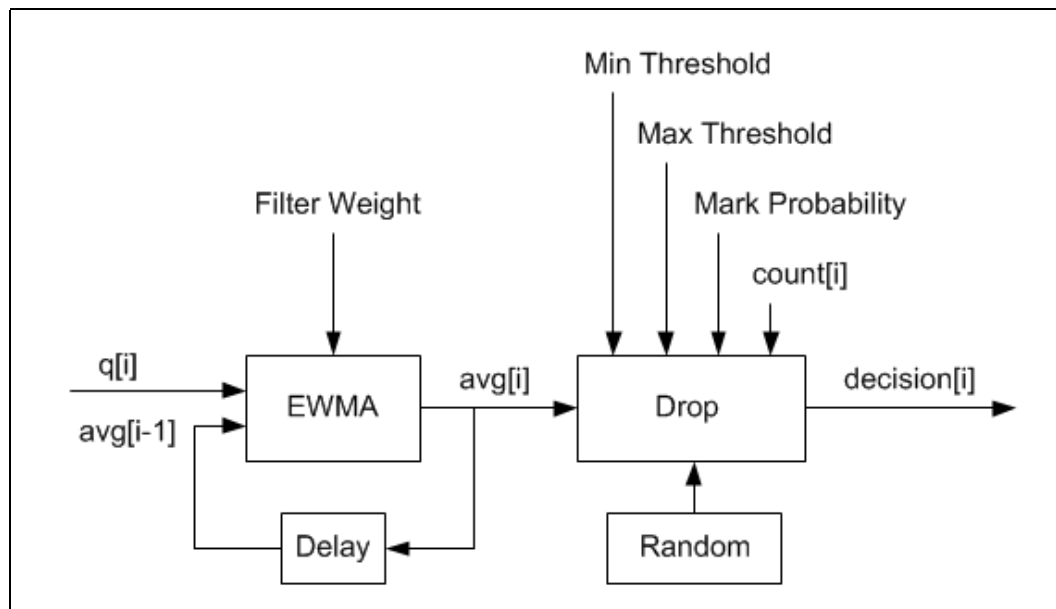 Min Threshold
Max Threshold
Filter Weight
Mark Probability
count[i]
q[i]
avg[i]
decision[i]
EWMA
Drop
avg[i-1]
Delay
Random